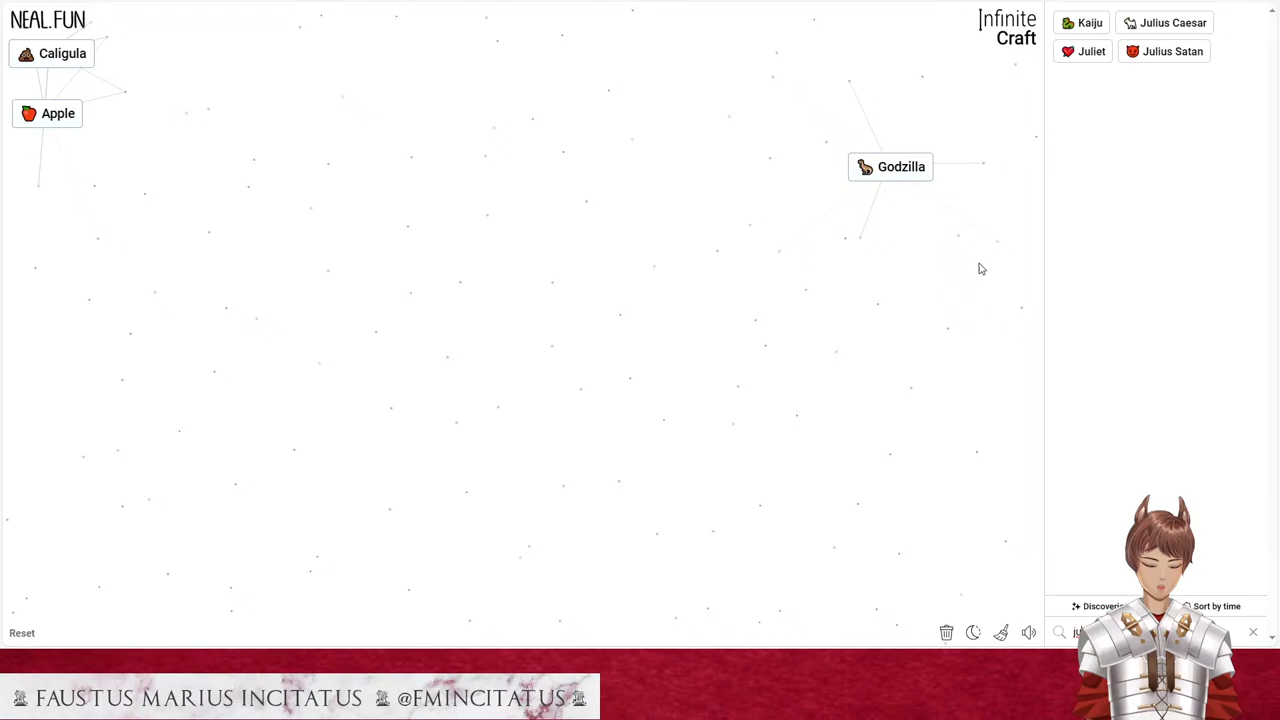 NEAL.FUN
Infinite
Craft
Caligula
Apple
Godzilla
Kaiju
Julius Caesar
Juliet
Julius Satan
Sort by time
Reset
FAUSTUS MARIUS INCITATUS @FMINCITATUS